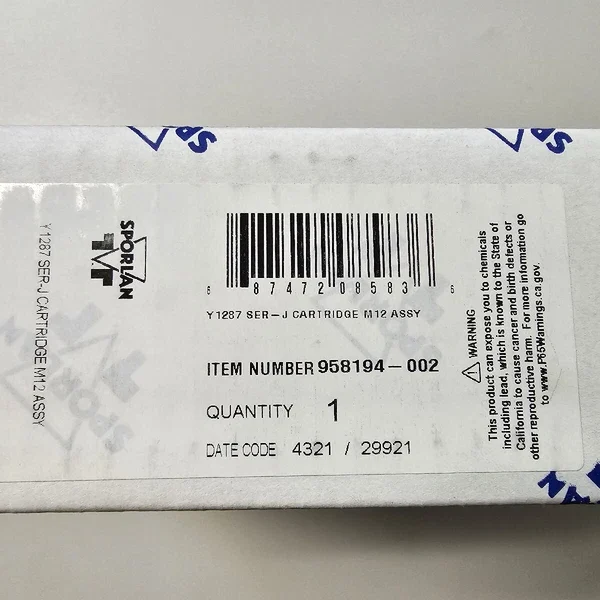 SPORLAN
SPORLAN
Y1287 SER-J CARTRIDGE M12 ASSY
SPORLAN
6 87472 08583 6
Y1287 SER-J CARTRIDGE M12 ASSY
ITEM NUMBER 958194-002
QUANTITY 1
DATE CODE 4321 / 29921
WARNING
This product can expose you to chemicals
including lead, which is known to the State of
California to cause cancer and birth defects or
other reproductive harm. For more information go
to www.P65Warnings.ca.gov.